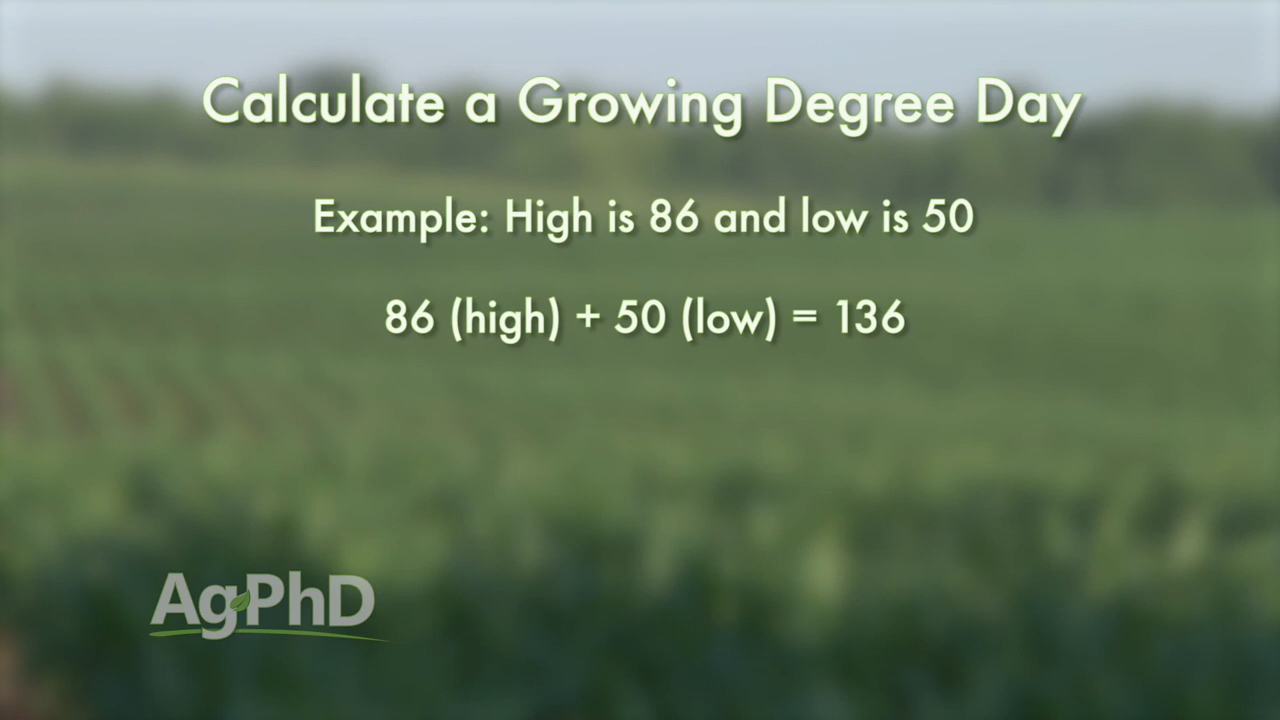 Calculate a Growing Degree Day
Example: High is 86 and low is 50
86 (high) + 50 (low) = 136
AgPhD